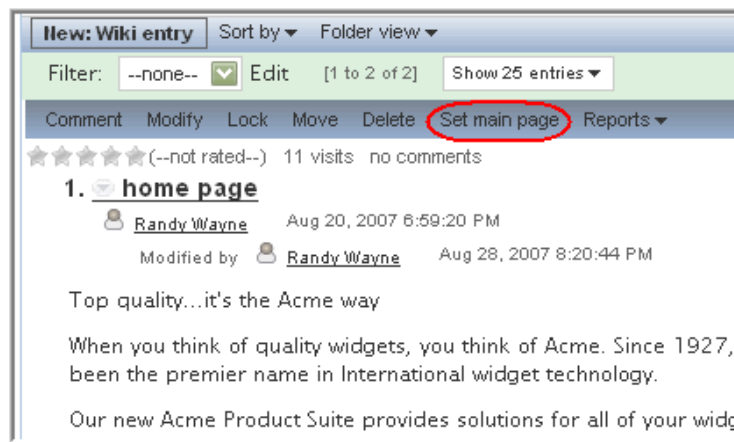 New: Wiki entry Sort by Folder view
Filter: --none-- Edit [1 to 2 of 2] Show 25 entries
Comment Modify Lock Move Delete Set main page Reports
(--not rated--) 11 visits no comments
1. home page
Randy Wayne Aug 20, 2007 6:59:20 PM
Modified by Randy Wayne Aug 28, 2007 8:20:44 PM
Top quality...it's the Acme way
When you think of quality widgets, you think of Acme. Since 1927,
been the premier name in International widget technology.
Our new Acme Product Suite provides solutions for all of your